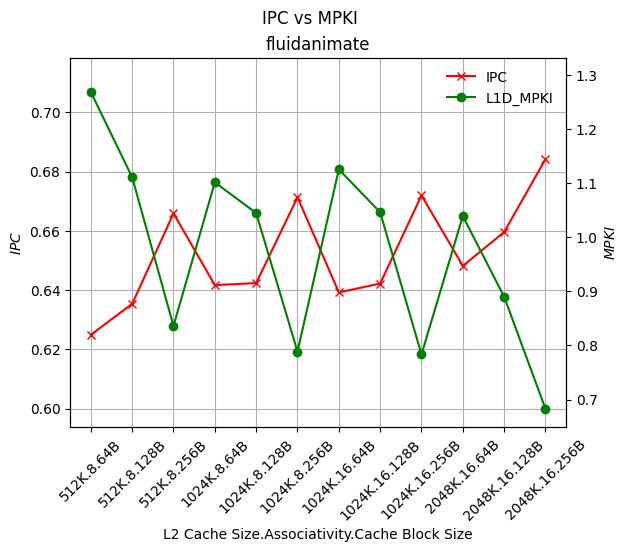 IPC vs MPKI
fluidanimate
IPC
L1D_MPKI
0.70
0.68
0.66
0.64
0.62
0.60
IPC
1.3
1.2
1.1
1.0
0.9
0.8
0.7
MPKI
512K.8.64B
512K.8.128B
512K.8.256B
1024K.8.64B
1024K.8.128B
1024K.8.256B
1024K.16.64B
1024K.16.128B
1024K.16.256B
2048K.16.64B
2048K.16.128B
2048K.16.256B
L2 Cache Size.Associativity.Cache Block Size